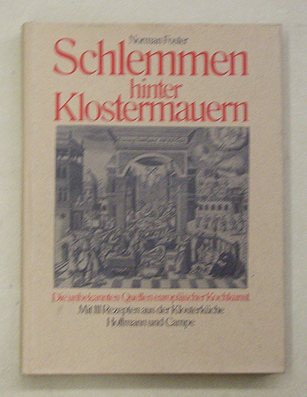 Norman Foster
Schlemmen
hinter
Klostermauern
Die unbekannten Quellen europäischer Kochkunst
Mit 111 Rezepten aus der Klosterküche
Hoffmann und Campe